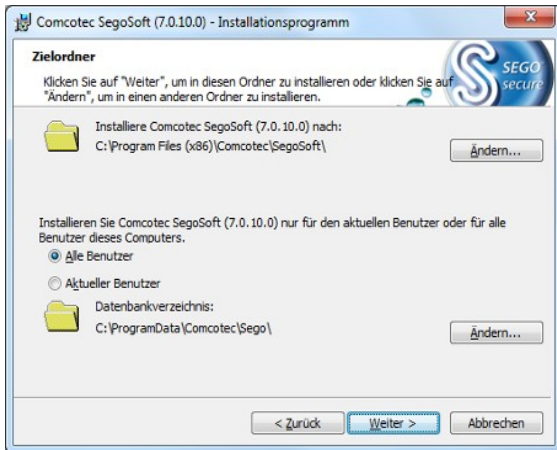 Comcotec SegoSoft (7.0.10.0) - Installationsprogramm
Zielordner
Klicken Sie auf "Weiter", um in diesen Ordner zu installieren oder klicken Sie auf
"Ändern", um in einen anderen Ordner zu installieren.
SEGO
secure
Installiere Comcotec SegoSoft (7.0.10.0) nach:
C:\Program Files (x86)\Comcotec\SegoSoft\
Ändern...
Installieren Sie Comcotec SegoSoft (7.0.10.0) nur für den aktuellen Benutzer oder für alle
Benutzer dieses Computers.
Alle Benutzer
Aktueller Benutzer
Datenbankverzeichnis:
C:\ProgramData\Comcotec\Sego\
Ändern...
< Zurück
Weiter >
Abbrechen